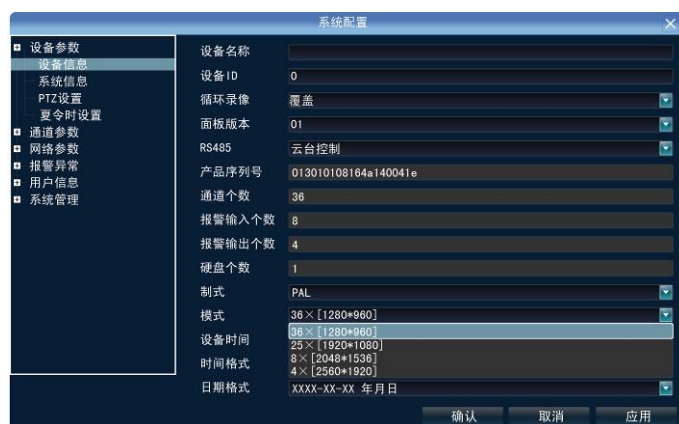 系统配置
设备参数
设备信息
系统信息
PTZ设置
夏令时设置
通道参数
网络参数
报警异常
用户信息
系统管理
设备名称
设备ID 0
循环录像 覆盖
面板版本 01
RS485 云台控制
产品序列号 013010108164a140041e
通道个数 36
报警输入个数 8
报警输出个数 4
硬盘个数 1
制式 PAL
模式 36×[1280*960]
36×[1280*960]
设备时间
25×[1920*1080]
8×[2048*1536]
时间格式
4×[2560*1920]
日期格式 XXXX-XX-XX 年月日
确认 取消 应用